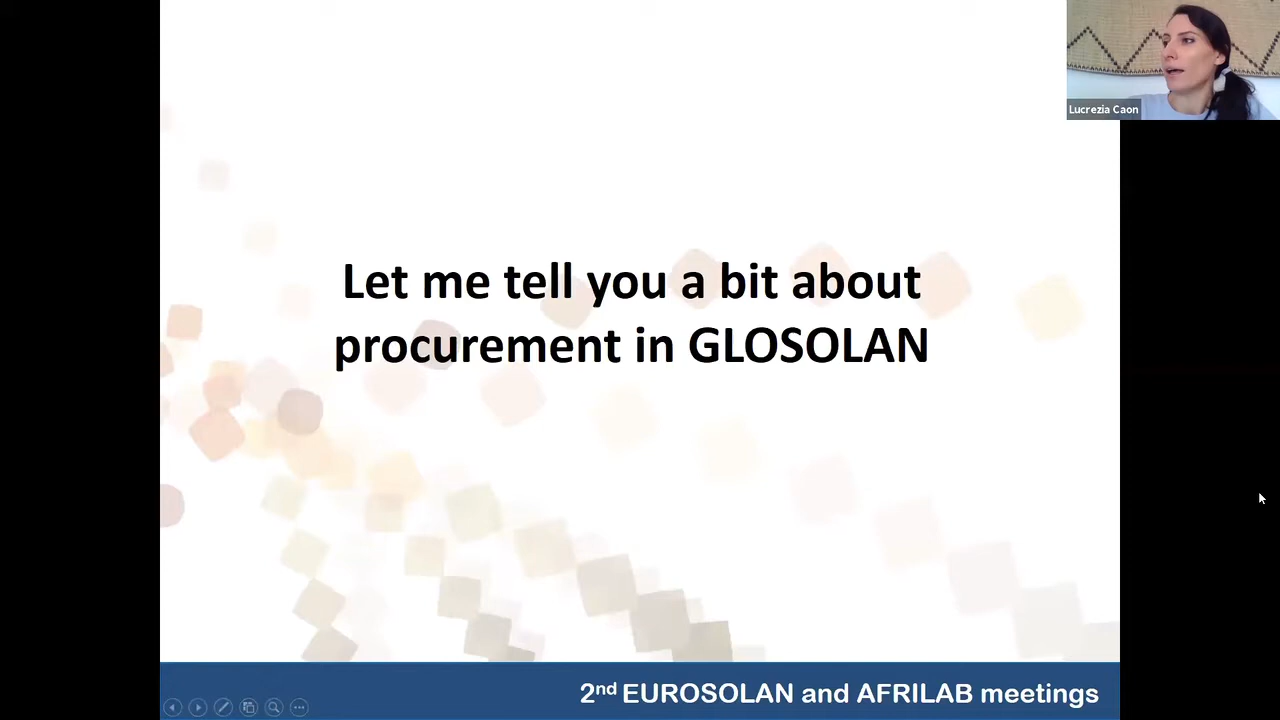 Lucrezia Caon
Let me tell you a bit about
procurement in GLOSOLAN
2nd EUROSOLAN and AFRILAB meetings